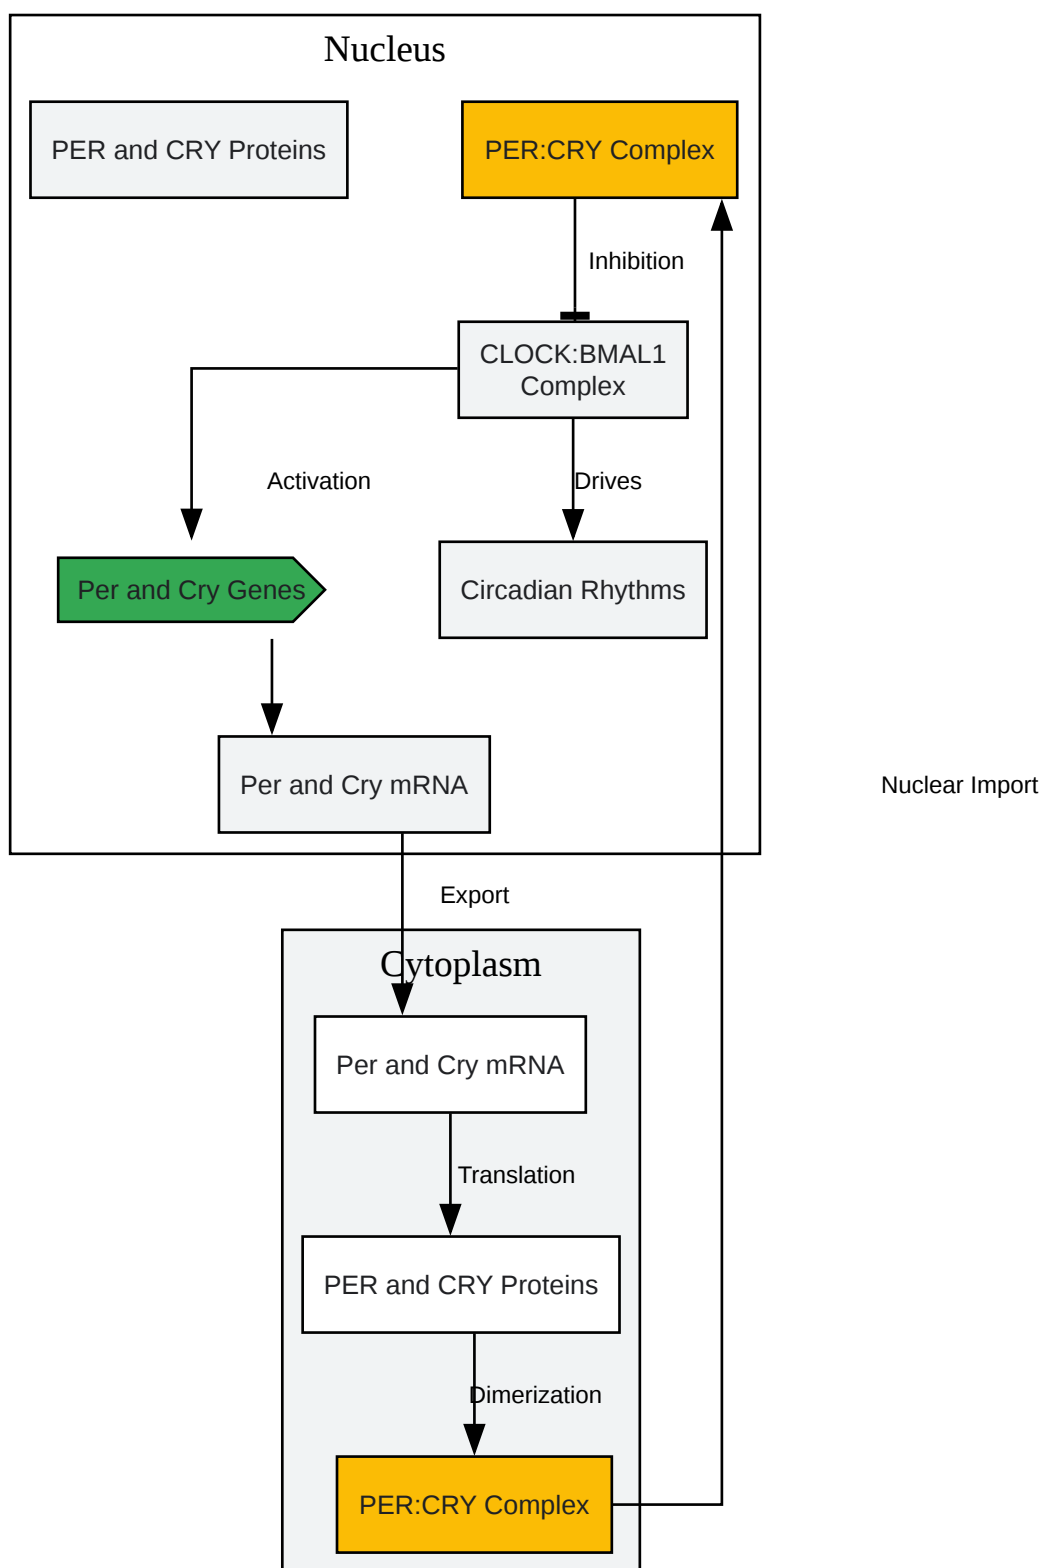 Nucleus
PER and CRY Proteins
PER:CRY Complex
Inhibition
CLOCK:BMAL1
Complex
Activation
Drives
Per and Cry Genes
Circadian Rhythms
Per and Cry mRNA
Nuclear Import
Export
Cytoplasm
Per and Cry mRNA
Translation
PER and CRY Proteins
Dimerization
PER:CRY Complex